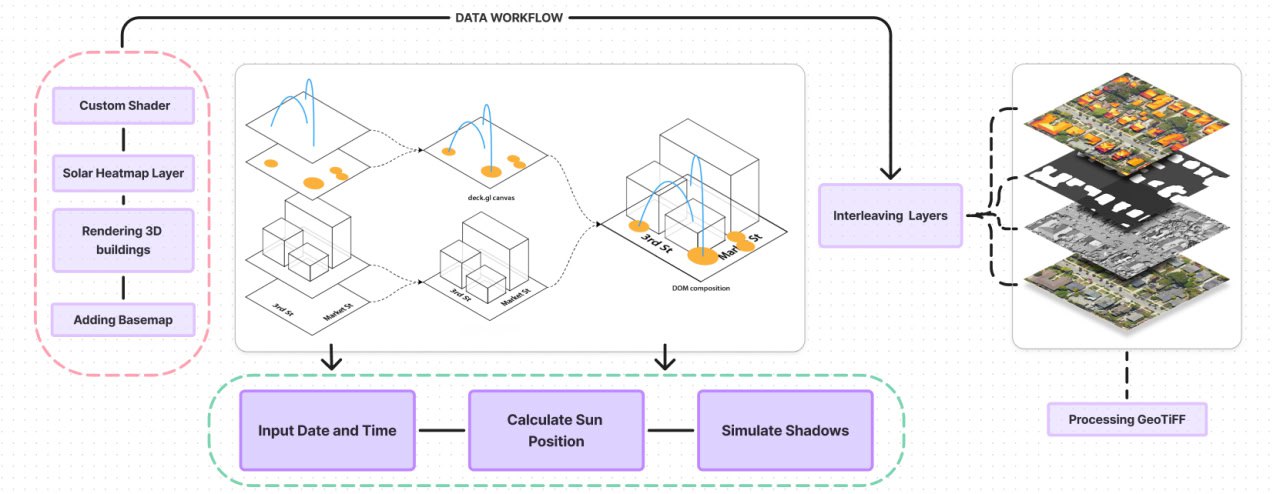 DATA WORKFLOW
Custom Shader
Solar Heatmap Layer
Rendering 3D
buildings
Adding Basemap
deck.gl canvas
3rd St
Market St
3rd St
Market St
3rd St
St
DOM composition
Interleaving Layers
Input Date and Time
Calculate Sun
Position
Simulate Shadows
Processing GeoTiFF